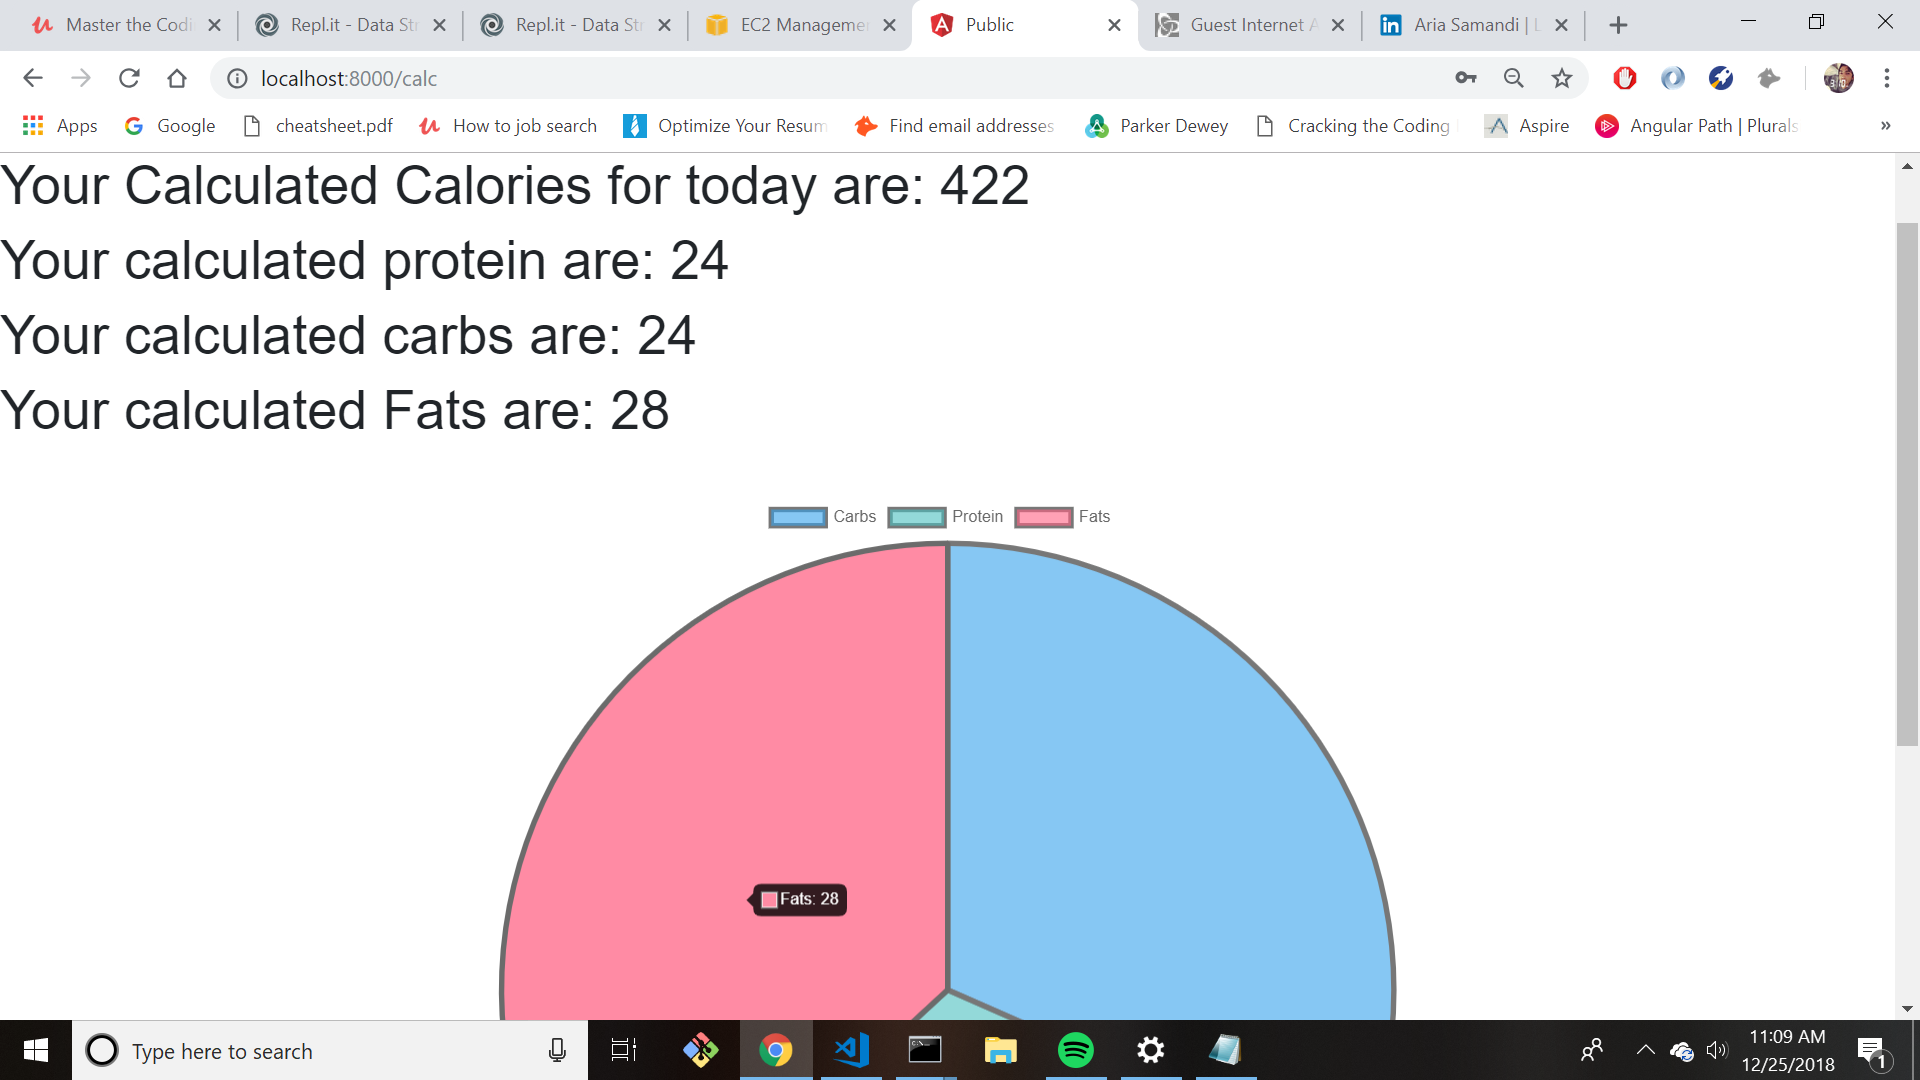 Master the Codi
Repl.it - Data Str
Repl.it - Data Str
EC2 Managemen
Public
Guest Internet A
Aria Samandi | L
localhost:8000/calc
Apps
Google
cheatsheet.pdf
How to job search
Optimize Your Resum
Find email addresses
Parker Dewey
Cracking the Coding
Aspire
Angular Path | Plurals
»
Your Calculated Calories for today are: 422
Your calculated protein are: 24
Your calculated carbs are: 24
Your calculated Fats are: 28
Carbs Protein Fats
Fats: 28
Type here to search
11:09 AM
12/25/2018
1